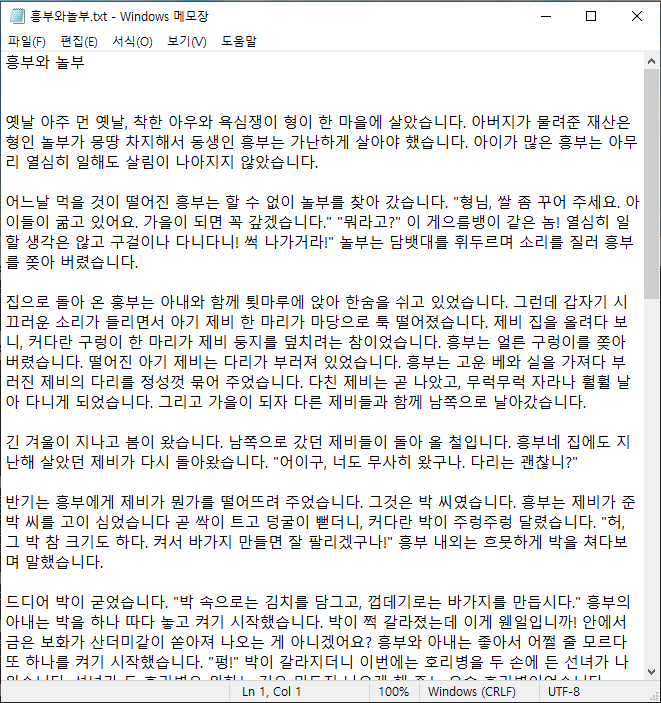 흥부와놀부.txt - Windows 메모장
파일(F) 편집(E) 서식(O) 보기(V) 도움말
흥부와 놀부
옛날 아주 먼 옛날, 착한 아우와 욕심쟁이 형이 한 마을에 살았습니다. 아버지가 물려준 재산은
형인 놀부가 몽땅 차지해서 동생인 흥부는 가난하게 살아야 했습니다. 아이가 많은 흥부는 아무
리 열심히 일해도 살림이 나아지지 않았습니다.
어느날 먹을 것이 떨어진 흥부는 할 수 없이 놀부를 찾아 갔습니다. "형님, 쌀 좀 꾸어 주세요. 아
이들이 굶고 있어요. 가을이 되면 꼭 갚겠습니다." "뭐라고?" 이 게으름뱅이 같은 놈! 열심히 일
할 생각은 않고 구걸이나 다니다니! 썩 나가거라!" 놀부는 담뱃대를 휘두르며 소리를 질러 흥부
를 쫒아 버렸습니다.
집으로 돌아 온 홍부는 아내와 함께 툇마루에 앉아 한숨을 쉬고 있었습니다. 그런데 갑자기 시
끄러운 소리가 들리면서 아기 제비 한 마리가 마당으로 툭 떨어졌습니다. 제비 집을 올려다 보
니, 커다란 구렁이 한 마리가 제비 둥지를 덮치려는 참이었습니다. 흥부는 얼른 구렁이를 쫒아
버렸습니다. 떨어진 아기 제비는 다리가 부러져 있었습니다. 흥부는 고운 베와 실을 가져다 부
러진 제비의 다리를 정성껏 묶어 주었습니다. 다친 제비는 곧 나았고, 무럭무럭 자라나 훨훨 날
아 다니게 되었습니다. 그리고 가을이 되자 다른 제비들과 함께 남쪽으로 날아갔습니다.
긴 겨울이 지나고 봄이 왔습니다. 남쪽으로 갔던 제비들이 돌아 올 철입니다. 흥부네 집에도 지
난해 살았던 제비가 다시 돌아왔습니다. "어이구, 너도 무사히 왔구나. 다리는 괜찮니?"
반기는 흥부에게 제비가 뭔가를 떨어뜨려 주었습니다. 그것은 박 씨였습니다. 흥부는 제비가 준
박 씨를 고이 심었습니다 곧 싹이 트고 덩굴이 뻗더니, 커다란 박이 주렁주렁 달렸습니다. "허,
그 박 참 크기도 하다. 켜서 바가지 만들면 잘 팔리겠구나!" 흥부 내외는 흐뭇하게 박을 쳐다보
며 말했습니다.
드디어 박이 굳었습니다. "박 속으로는 김치를 담그고, 껍데기로는 바가지를 만듭시다." 흥부의
아내는 박을 하나 따다 놓고 켜기 시작했습니다. 박이 쩍 갈라졌는데 이게 웬일입니까! 안에서
금은 보화가 산더미같이 쏟아져 나오는 게 아니겠어요? 흥부와 아내는 좋아서 어쩔 줄 모르다
또 하나를 켜기 시작했습니다. "펑!" 박이 갈라지더니 이번에는 호리병을 두 손에 든 선녀가 나
Ln 1, Col 1 100% Windows (CRLF) UTF-8